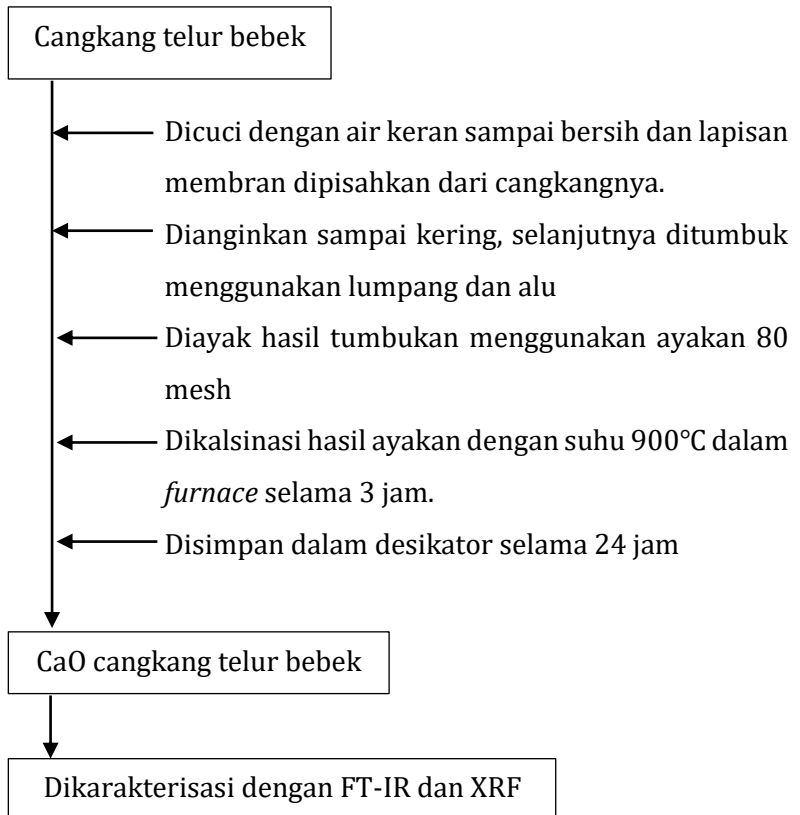 Cangkang telur bebek
Dicuci dengan air keran sampai bersih dan lapisan
membran dipisahkan dari cangkangnya.
Dianginkan sampai kering, selanjutnya ditumbuk
menggunakan lumpang dan alu
Diayak hasil tumbukan menggunakan ayakan 80
mesh
Dikalsinasi hasil ayakan dengan suhu 900°C dalam
furnace selama 3 jam.
Disimpan dalam desikator selama 24 jam
CaO cangkang telur bebek
Dikarakterisasi dengan FT-IR dan XRF